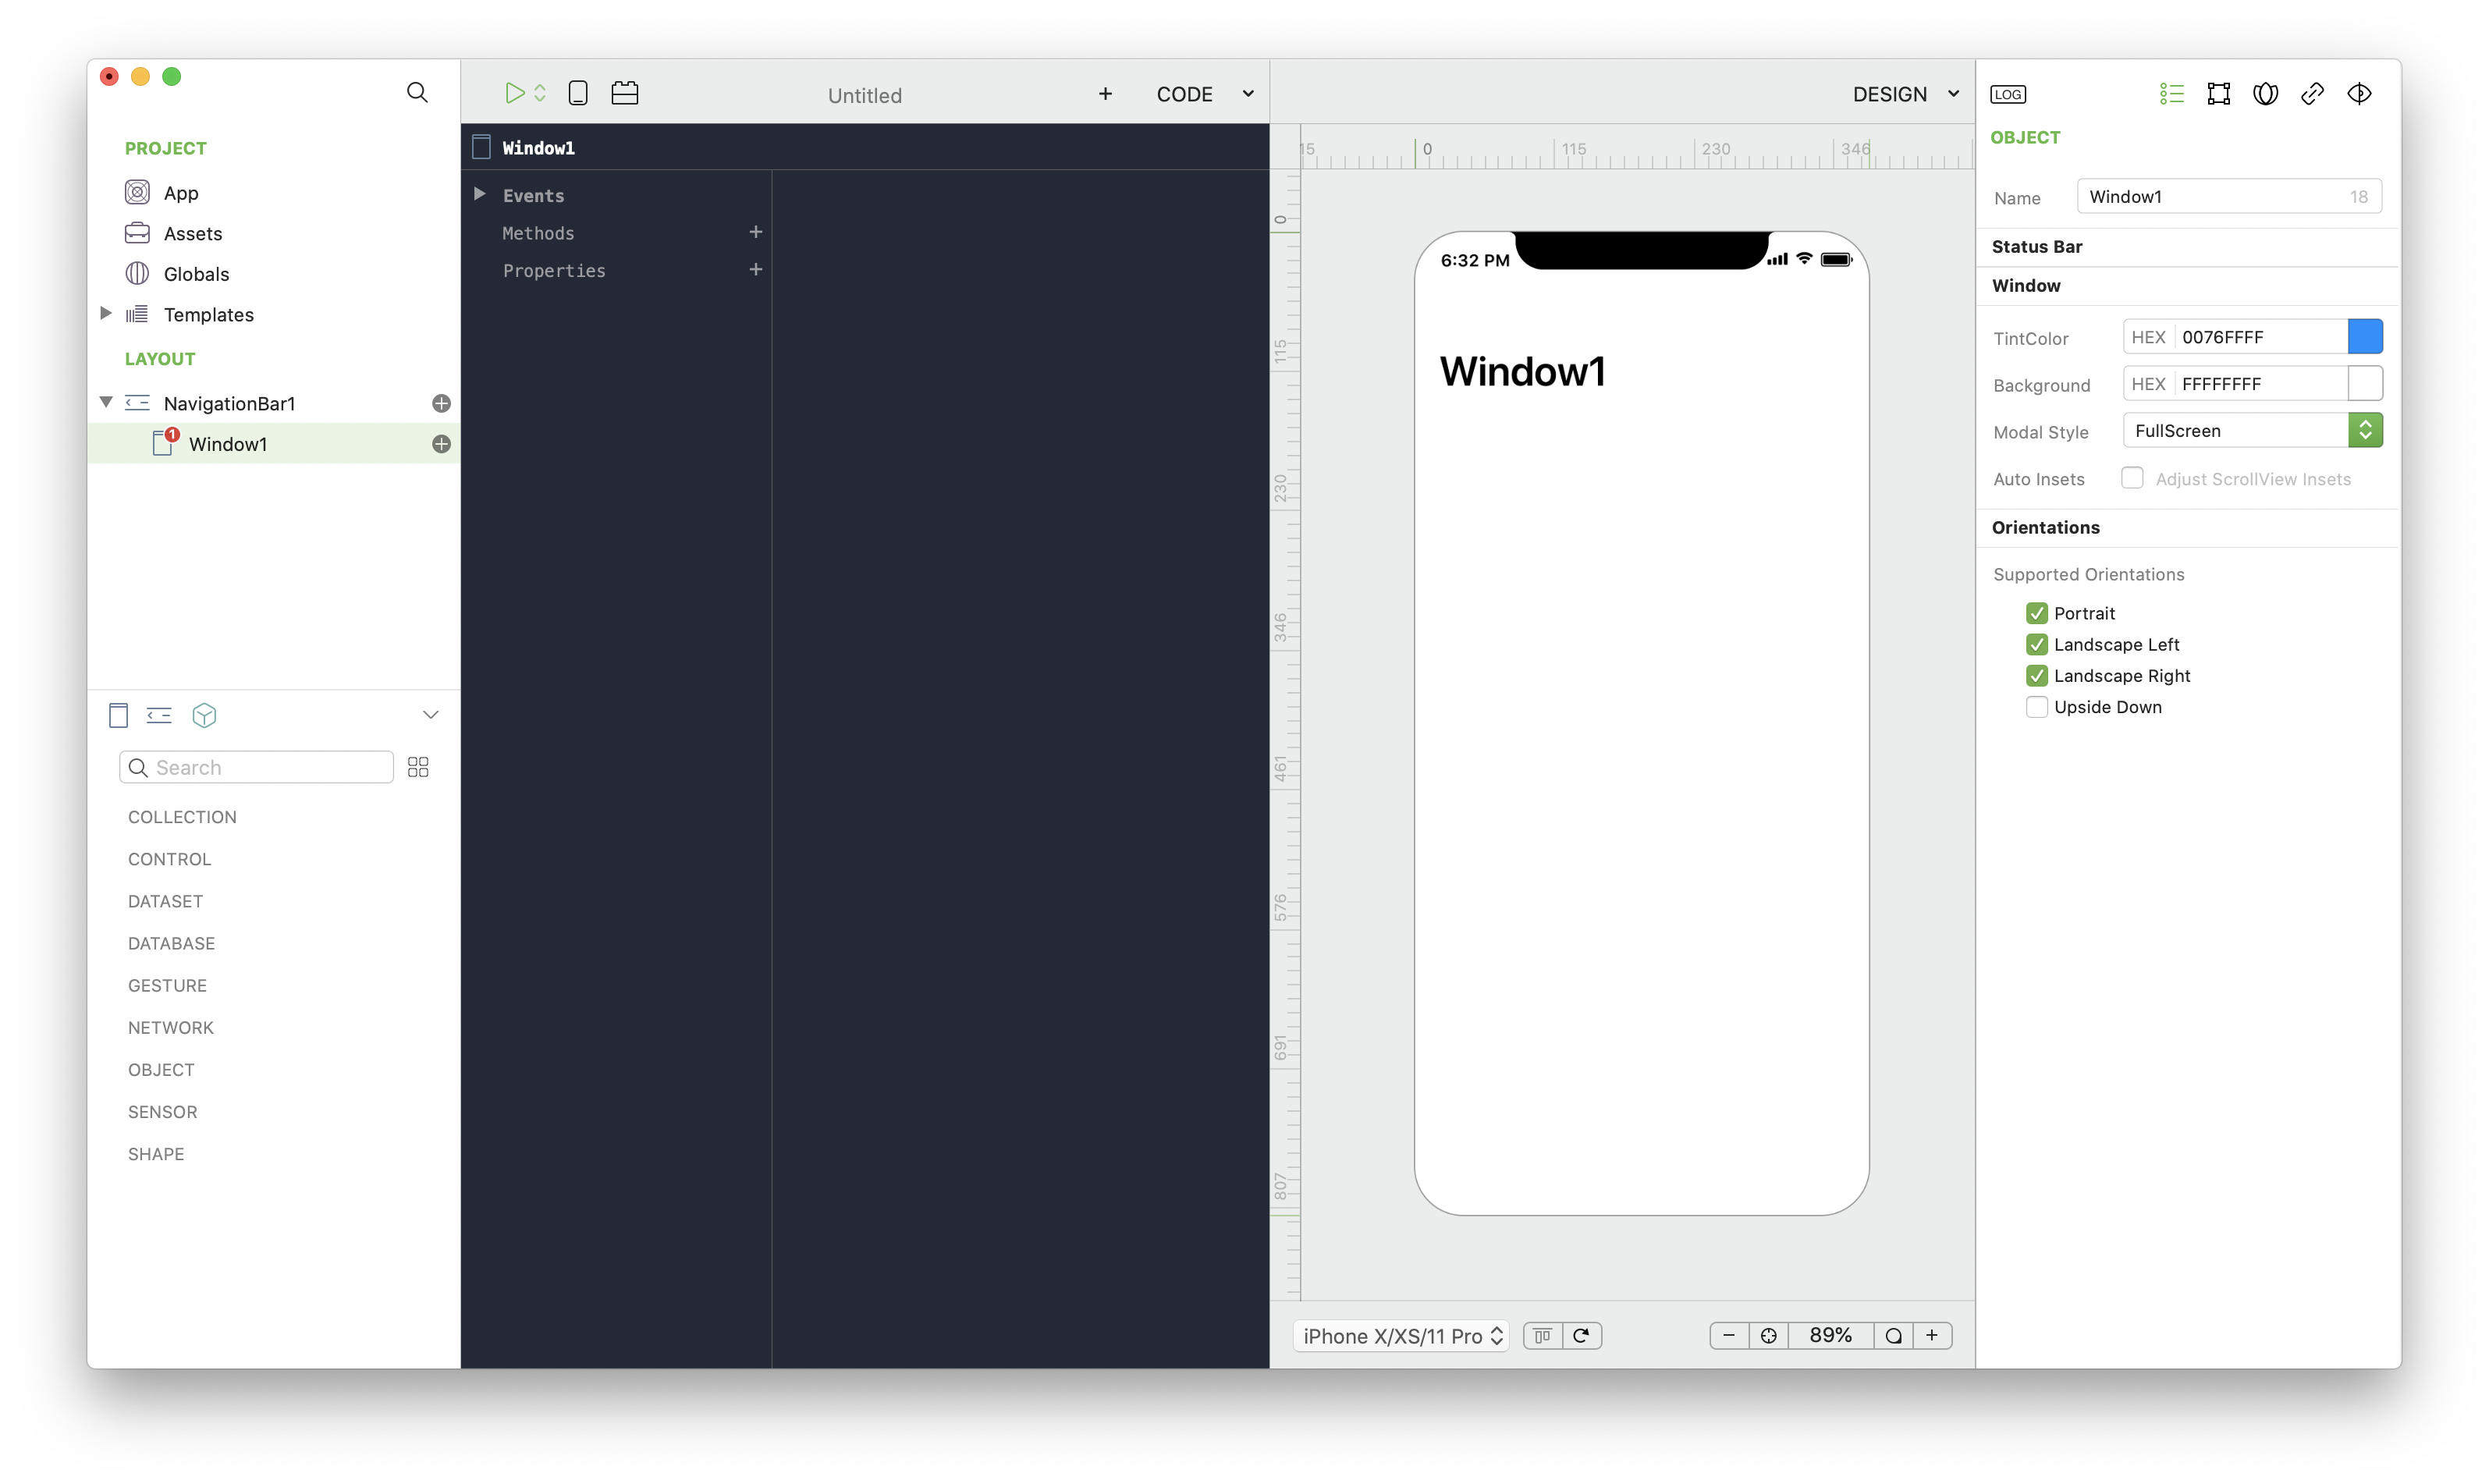 PROJECT
App
Assets
Globals
Templates
LAYOUT
NavigationBar1
1
Window1
Search
COLLECTION
CONTROL
DATASET
DATABASE
GESTURE
NETWORK
OBJECT
SENSOR
SHAPE
Untitled
+ CODE
Window1
Events
Methods +
Properties +
DESIGN
15 0 115 230 346
0
115
230
346
461
576
691
807
6:32 PM
Window1
iPhone X/XS/11 Pro
− 89% +
LOG
OBJECT
Name Window1 18
Status Bar
Window
TintColor HEX 0076FFFF
Background HEX FFFFFFFF
Modal Style FullScreen
Auto Insets Adjust ScrollView Insets
Orientations
Supported Orientations
Portrait
Landscape Left
Landscape Right
Upside Down